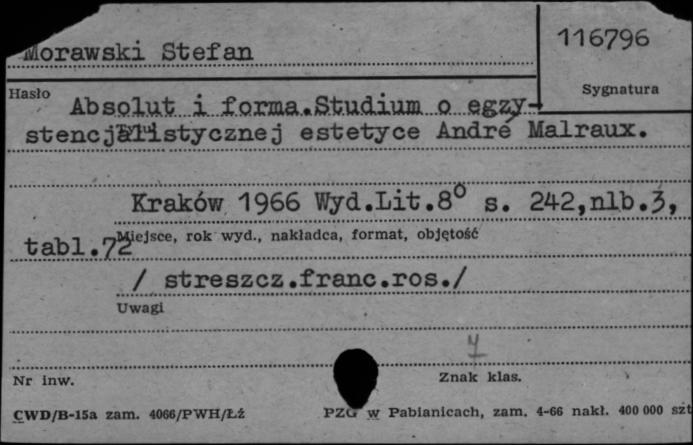 Morawski Stefan
116796
Hasło
Sygnatura
Absolut i forma.Studium o egzy-
stencjalistycznej estetyce André Malraux.
Kraków 1966 Wyd.Lit.8° s. 242,nlb.3,
Miejsce, rok wyd., nakładca, format, objętość
tabl.72
/ streszcz.franc.ros./
Uwagi
Nr inw.
Znak klas.
CWD/B-15a zam. 4066/PWH/Łź
PZG w Pabianicach, zam. 4-66 nakł. 400 000 szt